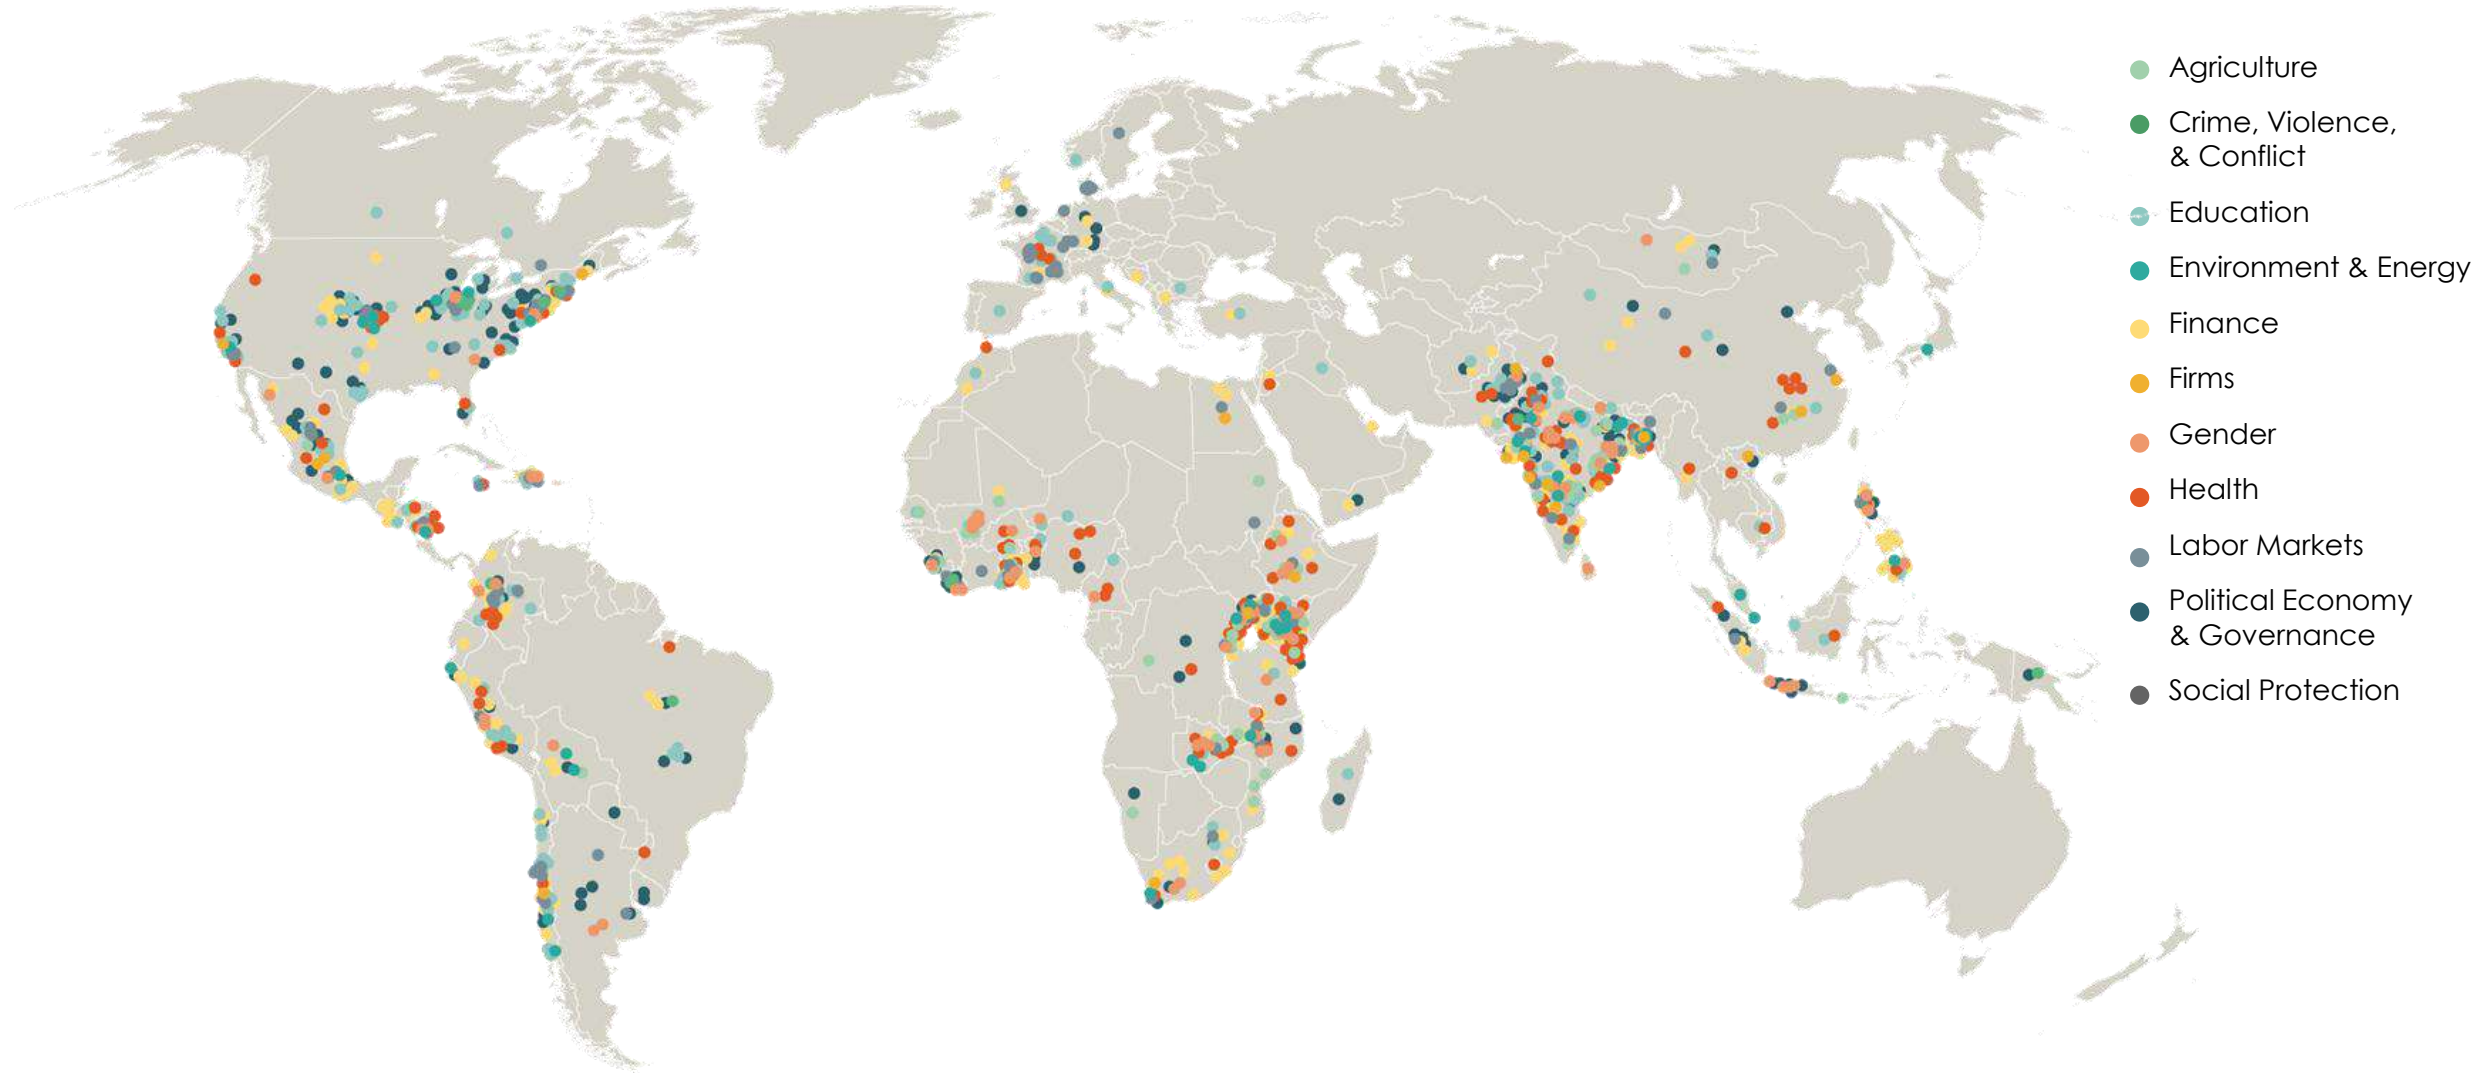 Agriculture
Crime, Violence,
& Conflict
Education
Environment & Energy
Finance
Firms
Gender
Health
Labor Markets
Political Economy
& Governance
Social Protection